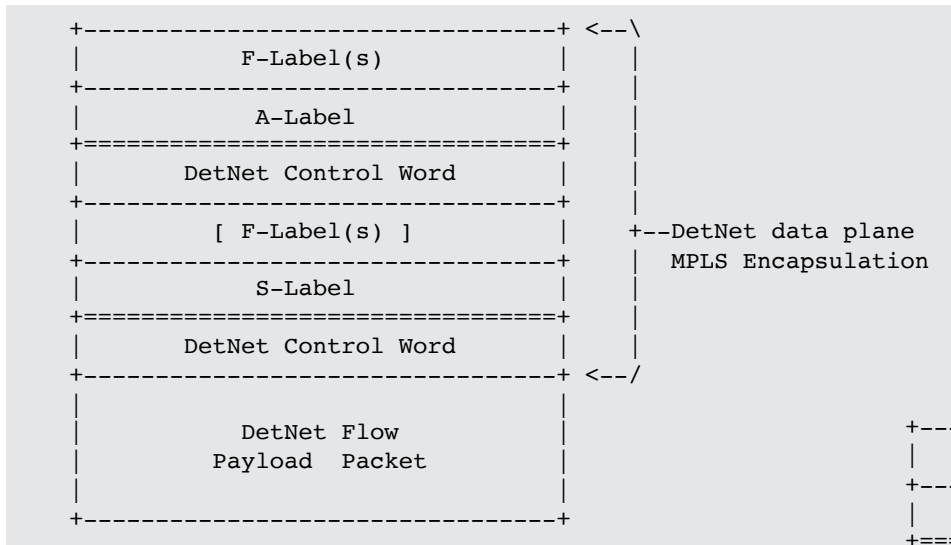 F-Label(s)
A-Label
DetNet Control Word
[ F-Label(s) ]
+--DetNet data plane
MPLS Encapsulation
S-Label
DetNet Control Word
DetNet Flow
Payload Packet